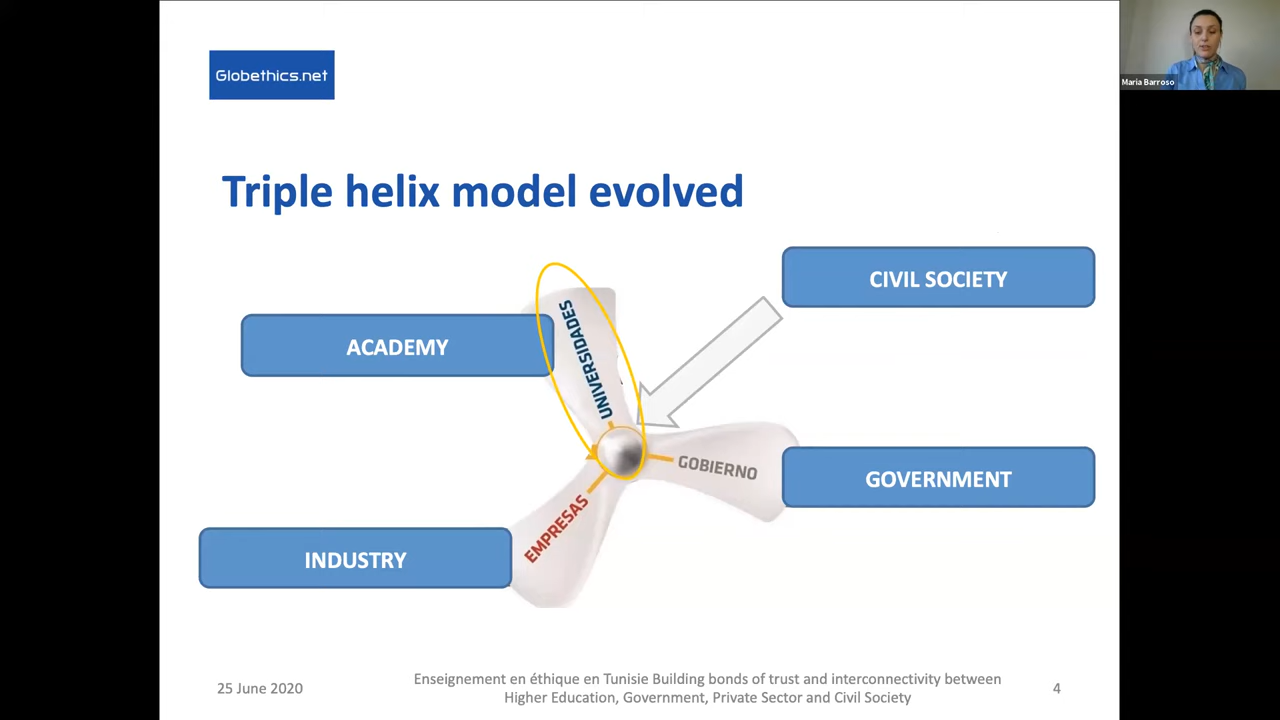 Globethics.net
Maria Barroso
Triple helix model evolved
CIVIL SOCIETY
ACADEMY
UNIVERSIDADES
GOBIERNO
GOVERNMENT
EMPRESAS
INDUSTRY
25 June 2020
Enseignement en éthique en Tunisie Building bonds of trust and interconnectivity between
Higher Education, Government, Private Sector and Civil Society
4